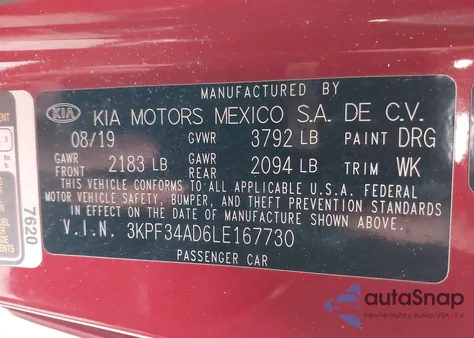 MANUFACTURED BY
KIA KIA MOTORS MEXICO S.A. DE C.V.
08/19 GVWR 3792 LB PAINT DRG
GAWR FRONT 2183 LB GAWR REAR 2094 LB TRIM WK
THIS VEHICLE CONFORMS TO ALL APPLICABLE U.S.A. FEDERAL
MOTOR VEHICLE SAFETY, BUMPER, AND THEFT PREVENTION STANDARDS
IN EFFECT ON THE DATE OF MANUFACTURE SHOWN ABOVE.
V.I.N. 3KPF34AD6LE167730
PASSENGER CAR
7620
autoSnap